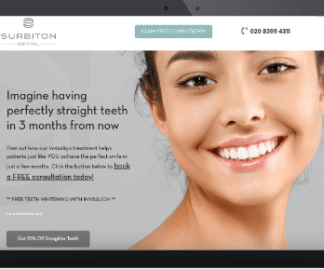 SURBITON
DENTAL
CLAIM FREE CONSULTATION
020 8399 4311
Imagine having
perfectly straight teeth
in 3 months from now
Find out how our Invisalign treatment helps
patients just like YOU achieve the perfect smile in
just a few months. Click the button below to book
a FREE consultation today!
** FREE TEETH WHITENING WITH INVISALIGN **
Get 10% Off Straighter Teeth